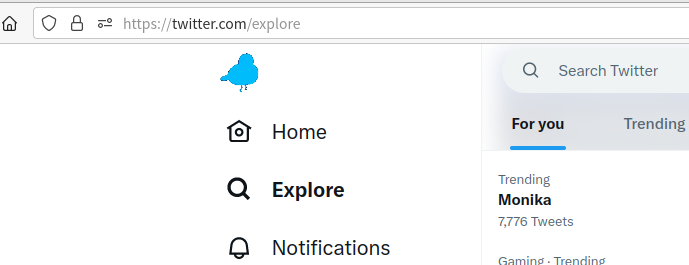 https://twitter.com/explore
Home
Explore
Notifications
Search Twitter
For you
Trending
Trending
Monika
7,776 Tweets
Gaming · Trending